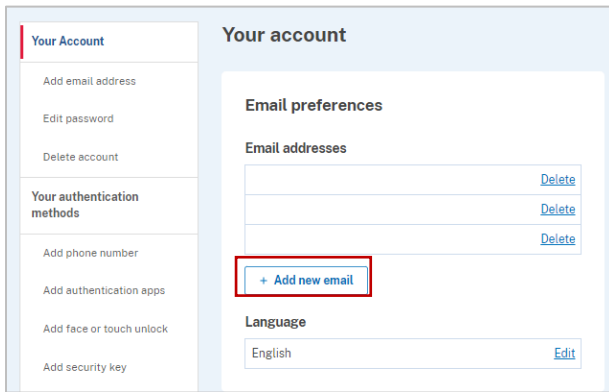 Your Account
Add email address
Edit password
Delete account
Your authentication
methods
Add phone number
Add authentication apps
Add face or touch unlock
Add security key
Your account
Email preferences
Email addresses
Delete
Delete
Delete
+ Add new email
Language
English Edit